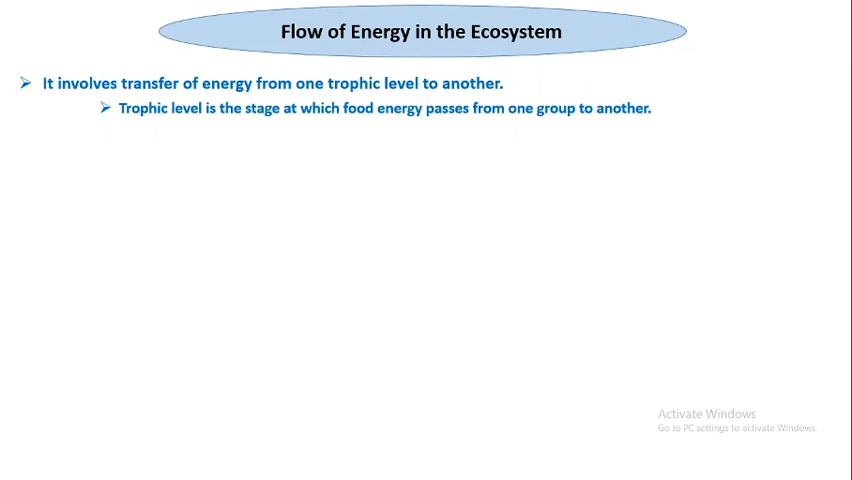 Flow of Energy in the Ecosystem
➢ It involves transfer of energy from one trophic level to another.
➢ Trophic level is the stage at which food energy passes from one group to another.
Activate Windows
Go to PC settings to activate Windows.